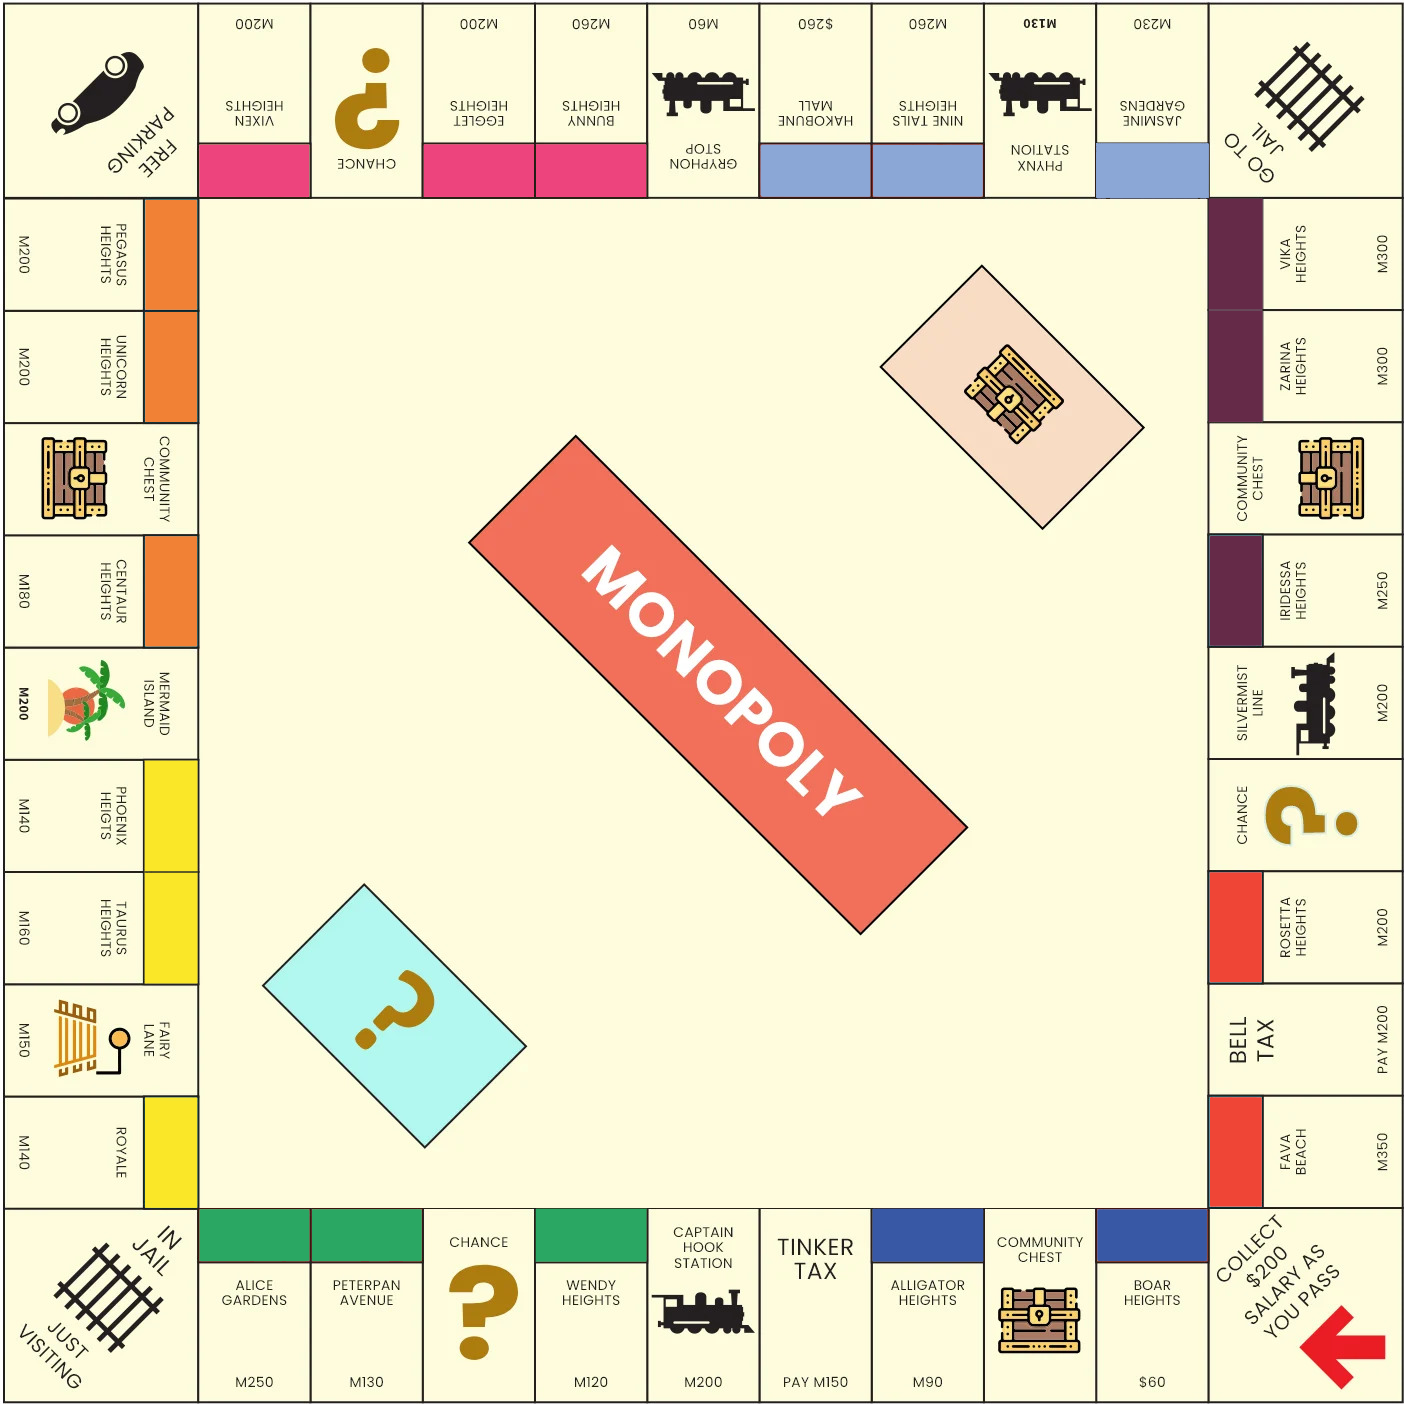 FREE
PARKING
M200
VIXEN
HEIGHTS
CHANCE
M200
EGGLET
HEIGHTS
M260
BUNNY
HEIGHTS
M60
GRYPHON
STOP
$260
HAKOBUNE
MALL
M260
NINE TAILS
HEIGHTS
M130
PHYNX
STATION
M230
JASMINE
GARDENS
GO TO
JAIL
VIKA
HEIGHTS
M300
ZARINA
HEIGHTS
M300
COMMUNITY
CHEST
IRIDESSA
HEIGHTS
M250
SILVERMIST
LINE
M200
CHANCE
ROSETTA
HEIGHTS
M200
BELL
TAX
PAY M200
FAVA
BEACH
M350
COLLECT
$200
SALARY AS
YOU PASS
BOAR
HEIGHTS
$60
COMMUNITY
CHEST
ALLIGATOR
HEIGHTS
M90
TINKER
TAX
PAY M150
CAPTAIN
HOOK
STATION
M200
WENDY
HEIGHTS
M120
CHANCE
PETERPAN
AVENUE
M130
ALICE
GARDENS
M250
IN
JAIL
JUST
VISITING
ROYALE
M140
FAIRY
LANE
M150
TAURUS
HEIGHTS
M160
PHOENIX
HEIGTS
M140
MERMAID
ISLAND
M200
CENTAUR
HEIGHTS
M180
COMMUNITY
CHEST
UNICORN
HEIGHTS
M200
PEGASUS
HEIGHTS
M200
MONOPOLY